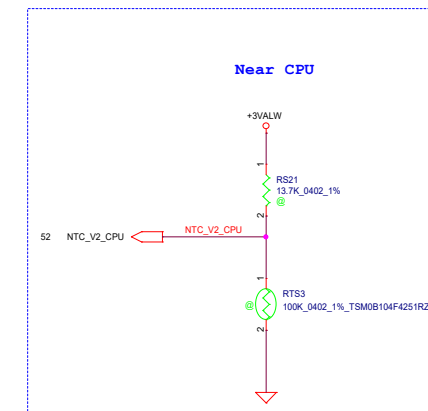 Near CPU
+3VALW
1
RS21
13.7K_0402_1%
@
2
52 NTC_V2_CPU NTC_V2_CPU
1
RTS3
@ 100K_0402_1%_TSM0B104F4251RZ
2